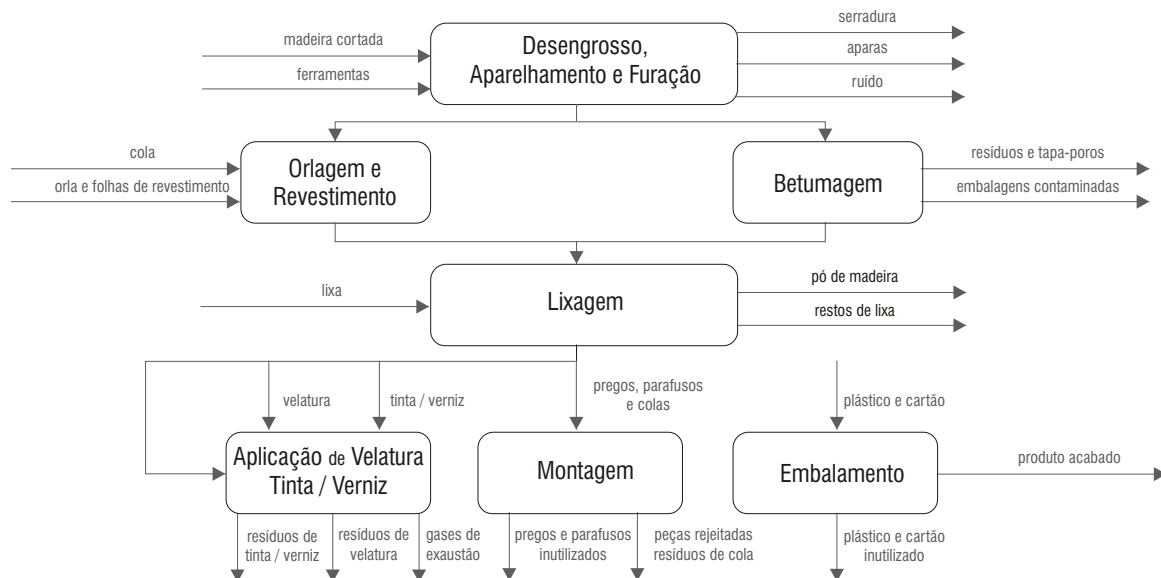 serradura
madeira cortada
Desengrosso,
Aparelhamento e Furação
aparas
ferramentas
ruído
cola
orla e folhas de revestimento
Orlagem e
Revestimento
Betumagem
resíduos e tapa-poros
embalagens contaminadas
lixa
Lixagem
pó de madeira
restos de lixa
velatura
tinta / verniz
pregos, parafusos
e colas
plástico e cartão
Aplicação de Velatura
Tinta / Verniz
Montagem
Embalamento
produto acabado
resíduos de
tinta / verniz
resíduos de
velatura
gases de
exaustão
pregos e parafusos
inutilizados
peças rejeitadas
resíduos de cola
plástico e cartão
inutilizado